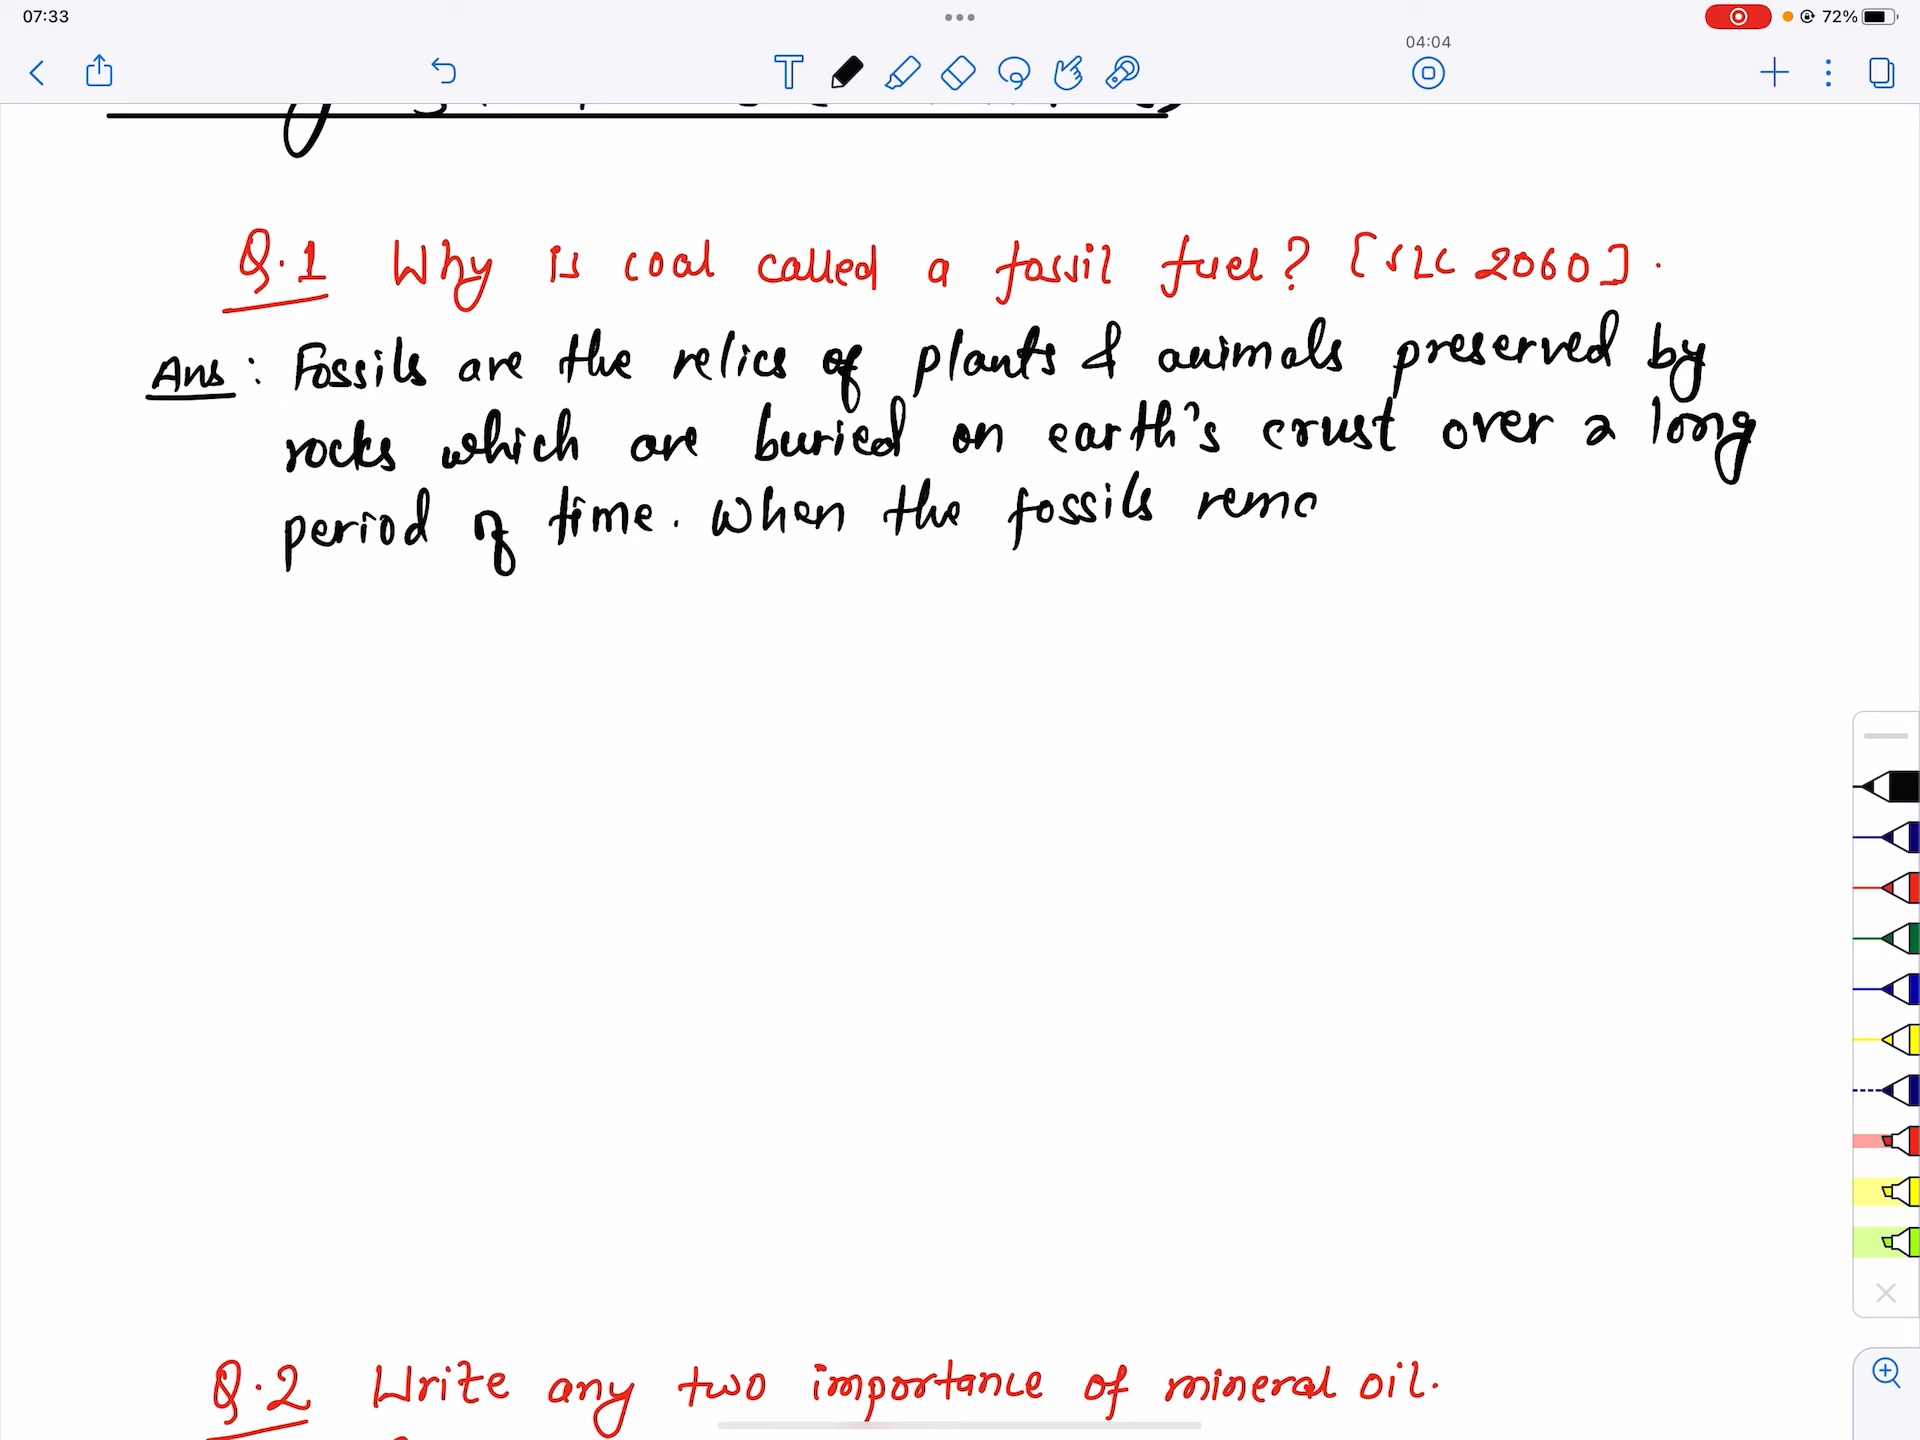 07:33
72%
04:04
Q.1 Why is coal called a fossil fuel? [SLC 2060].
Ans: Fossils are the relics of plants & animals preserved by
rocks which are buried on earth's crust over a long
period of time. When the fossils rema
Q.2 Write any two importance of mineral oil.